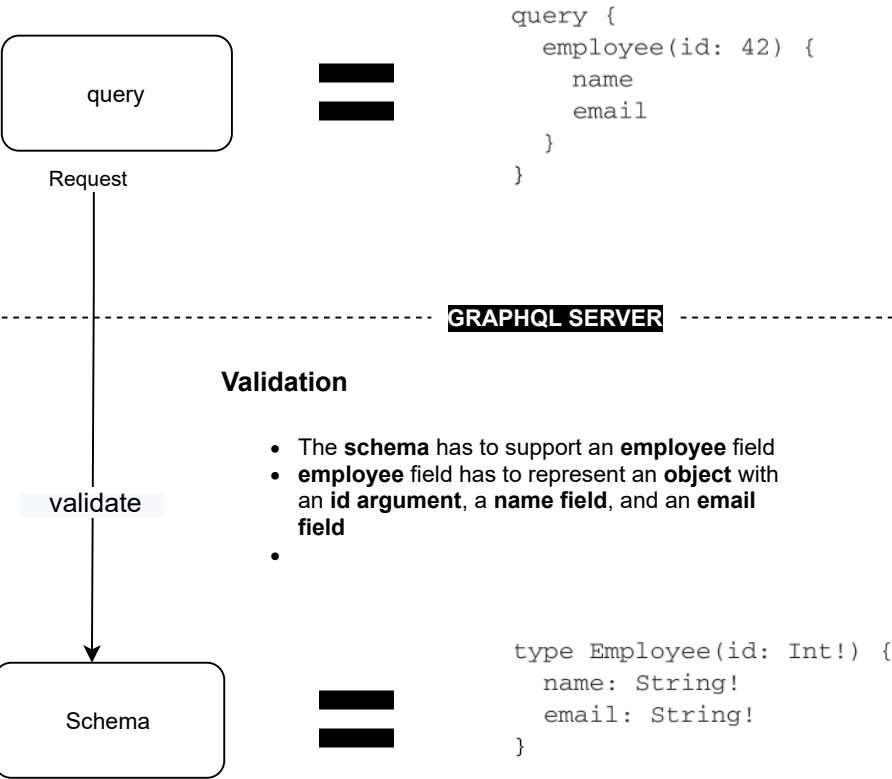 query {
employee(id: 42) {
name
email
}
}
query
Request
GRAPHQL SERVER
Validation
• The schema has to support an employee field
• employee field has to represent an object with
an id argument, a name field, and an email
field
•
validate
type Employee(id: Int!) {
name: String!
email: String!
}
Schema